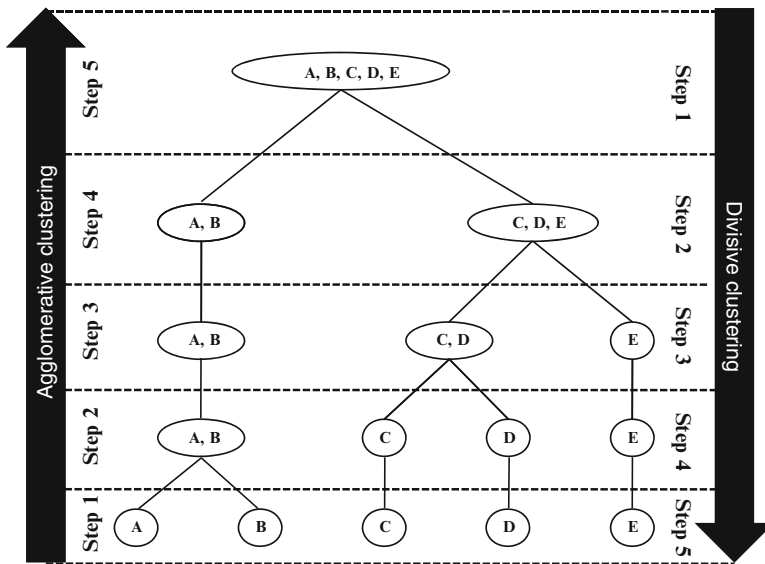 A, B, C, D, E
Step 5
Step 1
A, B
C, D, E
Step 4
Step 2
A, B
C, D
E
Step 3
Step 3
A, B
C
D
E
Step 2
Step 4
A
B
C
D
E
Step 1
Step 5
Agglomerative clustering
Divisive clustering